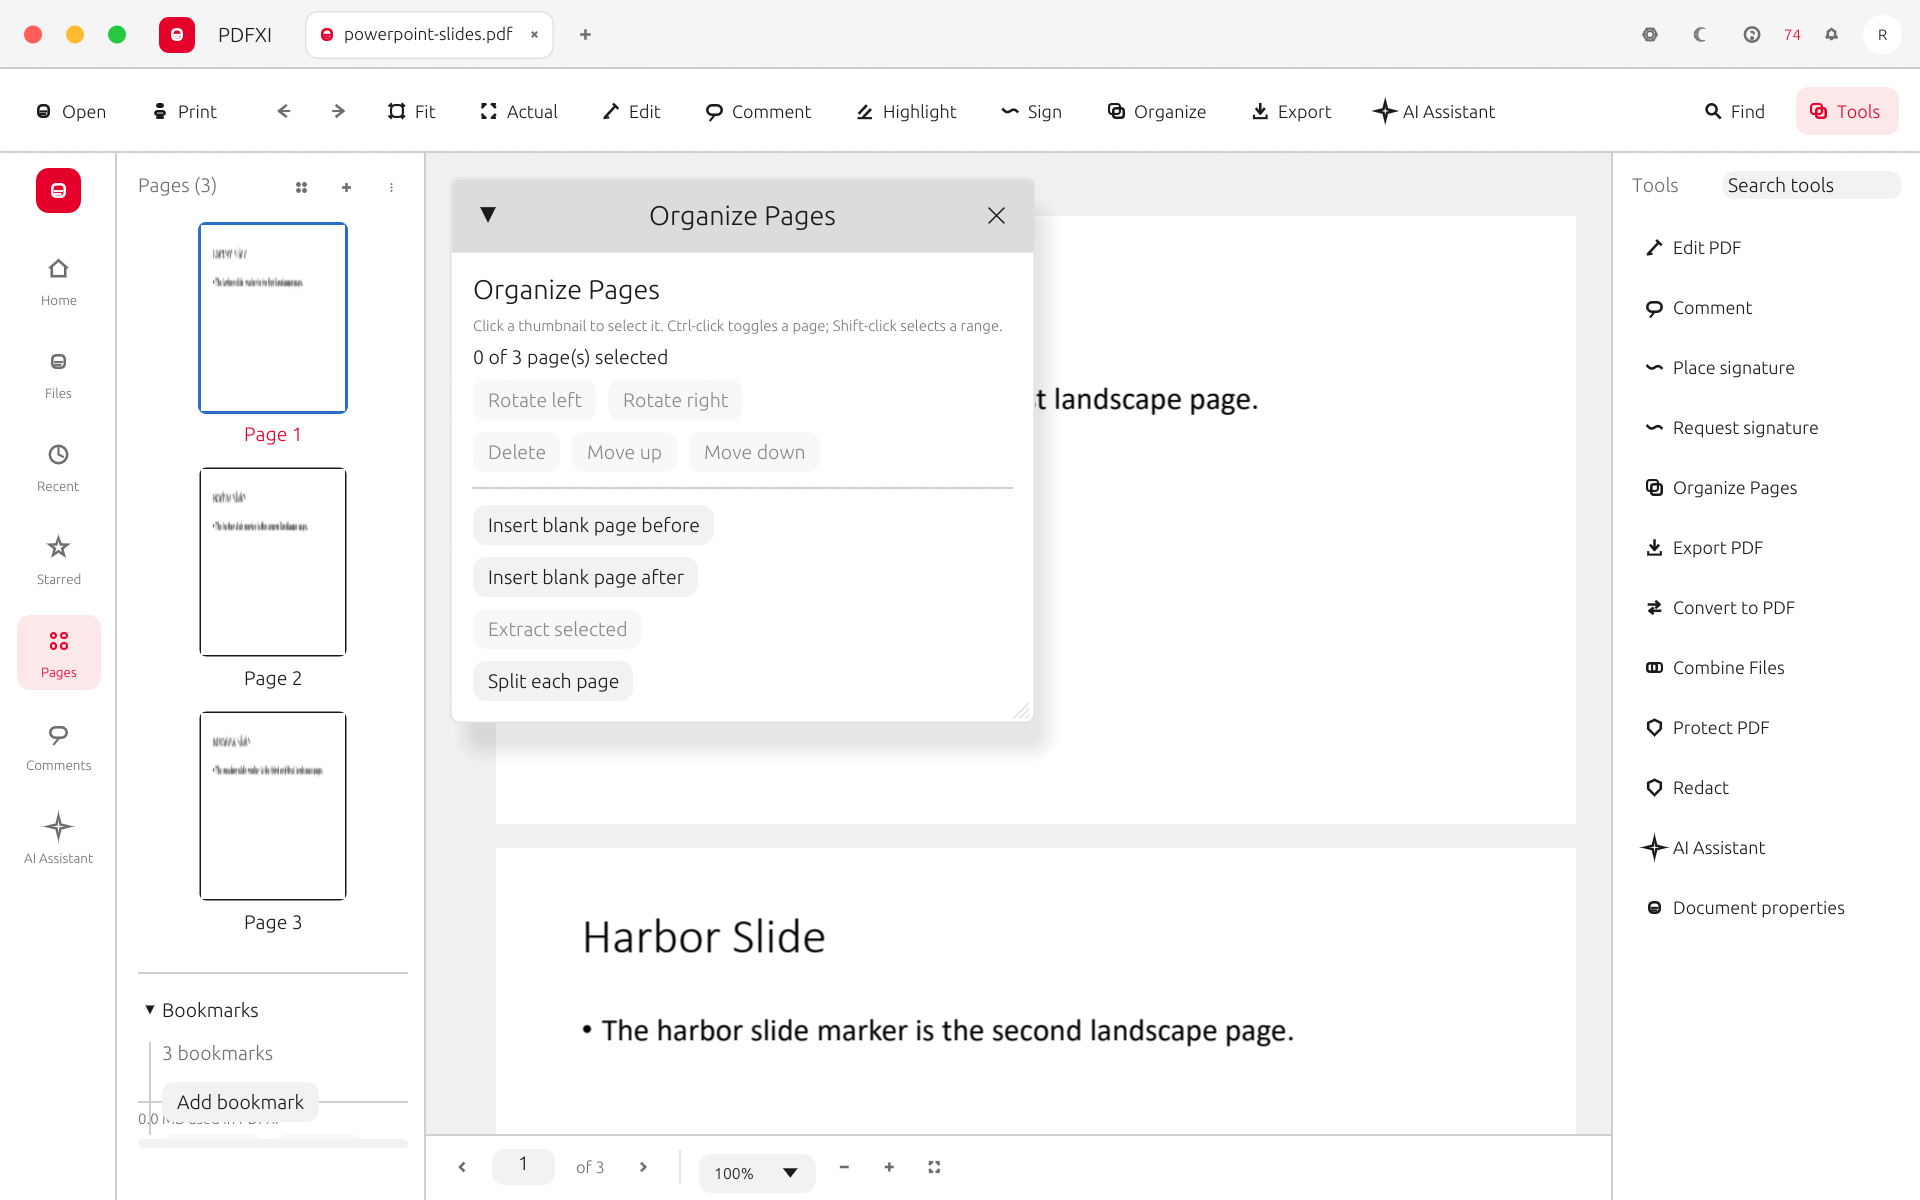 PDFXI powerpoint-slides.pdf 74 R
Open Print Fit Actual Edit Comment Highlight Sign Organize Export AI Assistant Find Tools
Home
Files
Recent
Starred
Pages
Comments
AI Assistant
Pages (3)
Page 1
Page 2
Page 3
Bookmarks
3 bookmarks
Add bookmark
Organize Pages
Organize Pages
Click a thumbnail to select it. Ctrl-click toggles a page; Shift-click selects a range.
0 of 3 page(s) selected
Rotate left Rotate right
Delete Move up Move down
Insert blank page before
Insert blank page after
Extract selected
Split each page
landscape page.
Harbor Slide
• The harbor slide marker is the second landscape page.
1 of 3 100%
Tools Search tools
Edit PDF
Comment
Place signature
Request signature
Organize Pages
Export PDF
Convert to PDF
Combine Files
Protect PDF
Redact
AI Assistant
Document properties